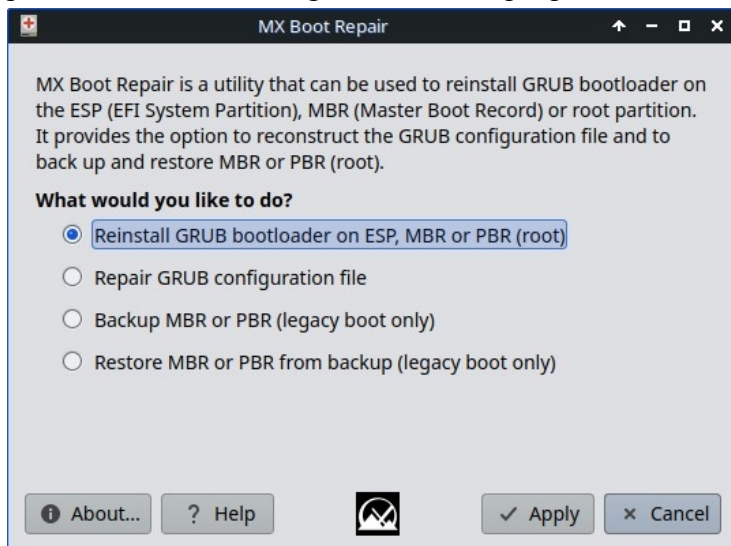 MX Boot Repair
MX Boot Repair is a utility that can be used to reinstall GRUB bootloader on
the ESP (EFI System Partition), MBR (Master Boot Record) or root partition.
It provides the option to reconstruct the GRUB configuration file and to
back up and restore MBR or PBR (root).
What would you like to do?
Reinstall GRUB bootloader on ESP, MBR or PBR (root)
Repair GRUB configuration file
Backup MBR or PBR (legacy boot only)
Restore MBR or PBR from backup (legacy boot only)
About... ? Help Apply Cancel